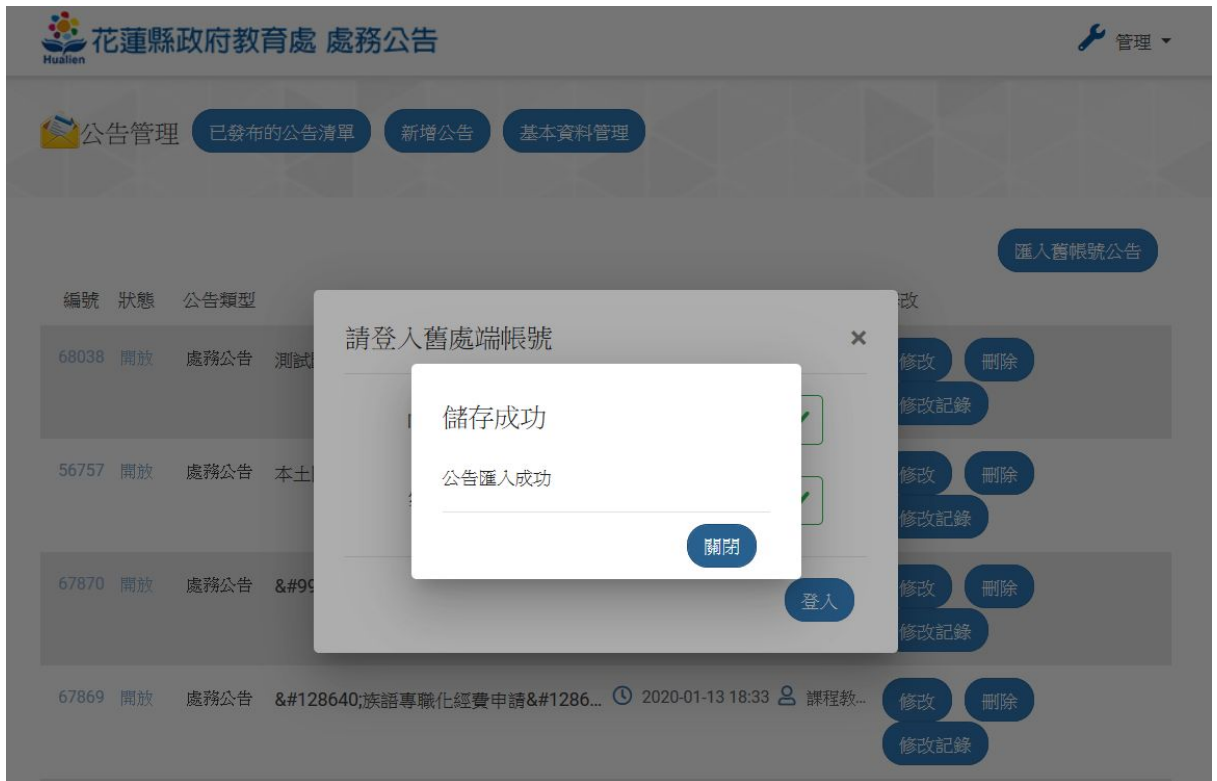 花蓮縣政府教育處 處務公告
Hualien
管理
公告管理 已發布的公告清單 新增公告 基本資料管理
匯入舊帳號公告
編號 狀態 公告類型 改
請登入舊處端帳號 ×
68038 開放 處務公告 測試 修改 刪除
修改記錄
儲存成功
56757 開放 處務公告 本土 修改 刪除
公告匯入成功
修改記錄
關閉
67870 開放 處務公告 &#99 修改 刪除
登入
修改記錄
67869 開放 處務公告 &#128640;族語專職化經費申請&#1286... 2020-01-13 18:33 課程教... 修改 刪除
修改記錄